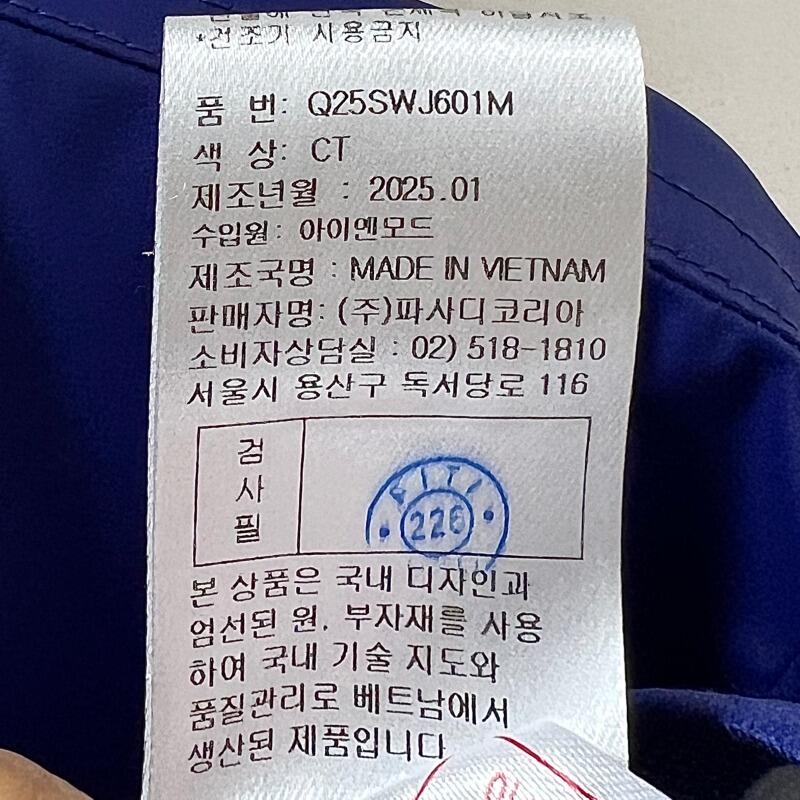 *건조기 사용금지
품 번: Q25SWJ601M
색 상: CT
제조년월 : 2025.01
수입원: 아이엔모드
제조국명 : MADE IN VIETNAM
판매자명: (주)파사디코리아
소비자상담실 : 02) 518-1810
서울시 용산구 독서당로 116
검사필
226
본 상품은 국내 디자인과
엄선된 원, 부자재를 사용
하여 국내 기술 지도와
품질관리로 베트남에서
생산된 제품입니다